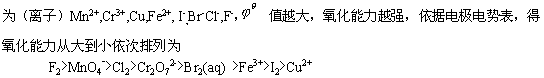 为（离子）Mn²⁺,Cr³⁺,Cu,Fe²⁺, I⁻,Br⁻Cl⁻,F⁻, φ^θ 值越大，氧化能力越强，依据电极电势表，得
氧化能力从大到小依次排列为
F₂>MnO₄⁻>Cl₂>Cr₂O₇²⁻>Br₂(aq) >Fe³⁺>I₂>Cu²⁺